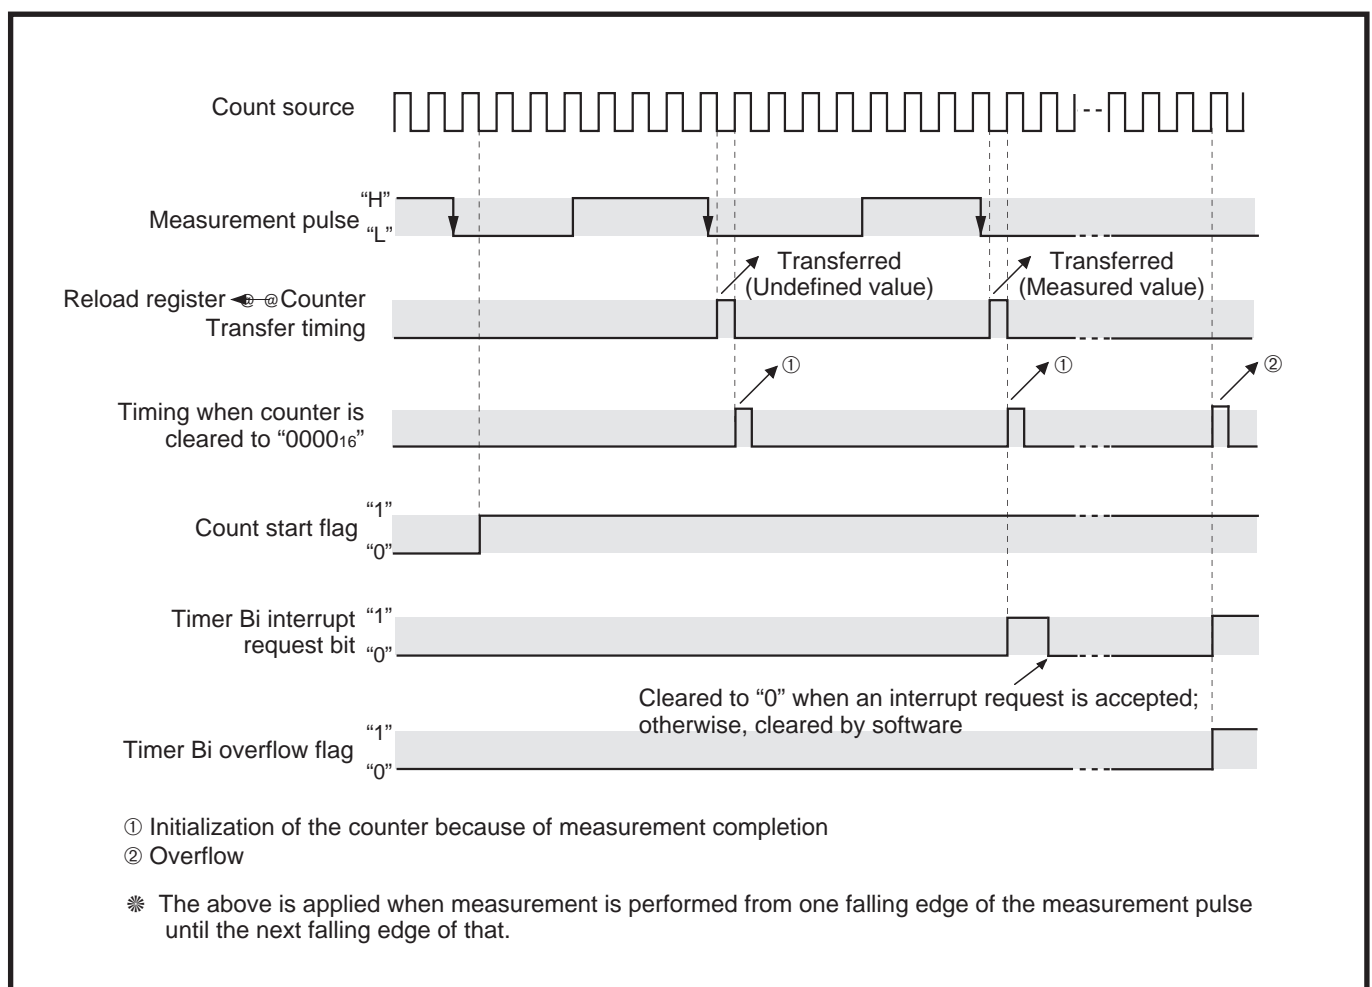 Count source
Measurement pulse
“H”
“L”
Transferred
(Undefined value)
Transferred
(Measured value)
Reload register @ @Counter
Transfer timing
①
①
②
Timing when counter is
cleared to “0000₁₆”
Count start flag
“1”
“0”
Timer Bi interrupt
request bit
“1”
“0”
Cleared to “0” when an interrupt request is accepted;
otherwise, cleared by software
Timer Bi overflow flag
“1”
“0”
① Initialization of the counter because of measurement completion
② Overflow
❋ The above is applied when measurement is performed from one falling edge of the measurement pulse
until the next falling edge of that.